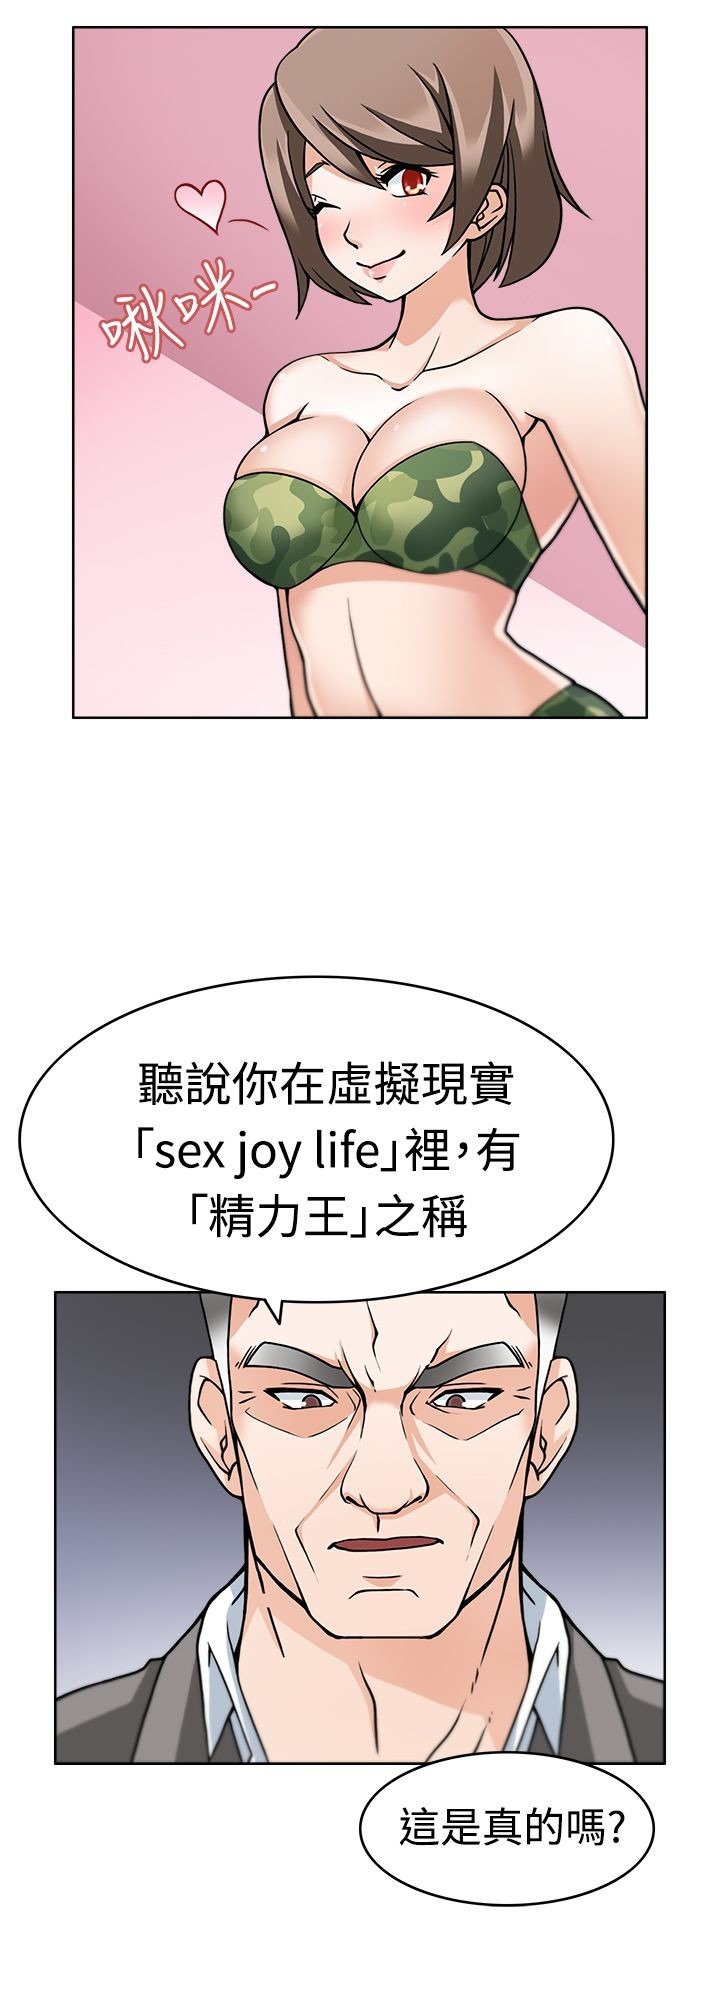 啾咪~
聽說你在虛擬現實
「sex joy life」裡，有
「精力王」之稱
這是真的嗎?